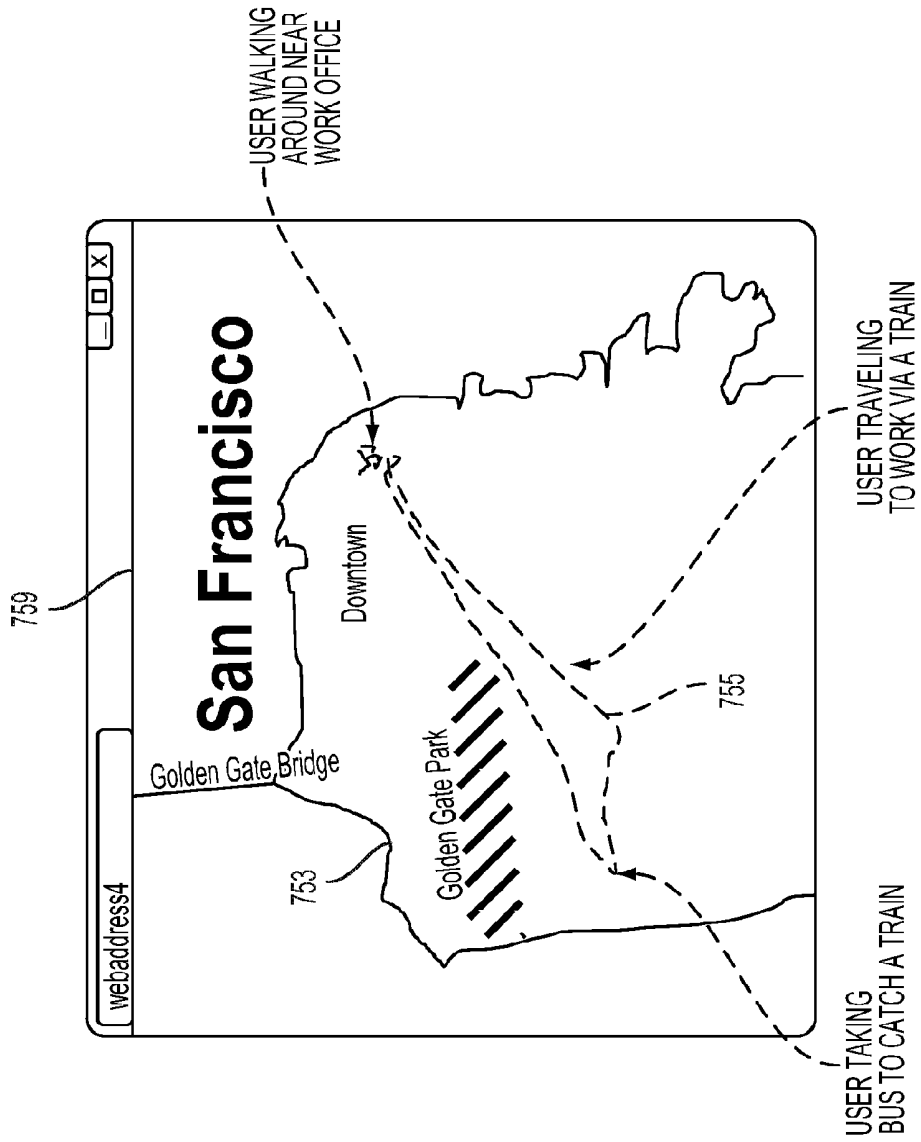 759
webaddress4
_ X
San Francisco
Golden Gate Bridge
753
Downtown
Golden Gate Park
755
USER WALKING
AROUND NEAR
WORK OFFICE
USER TRAVELING
TO WORK VIA A TRAIN
USER TAKING
BUS TO CATCH A TRAIN